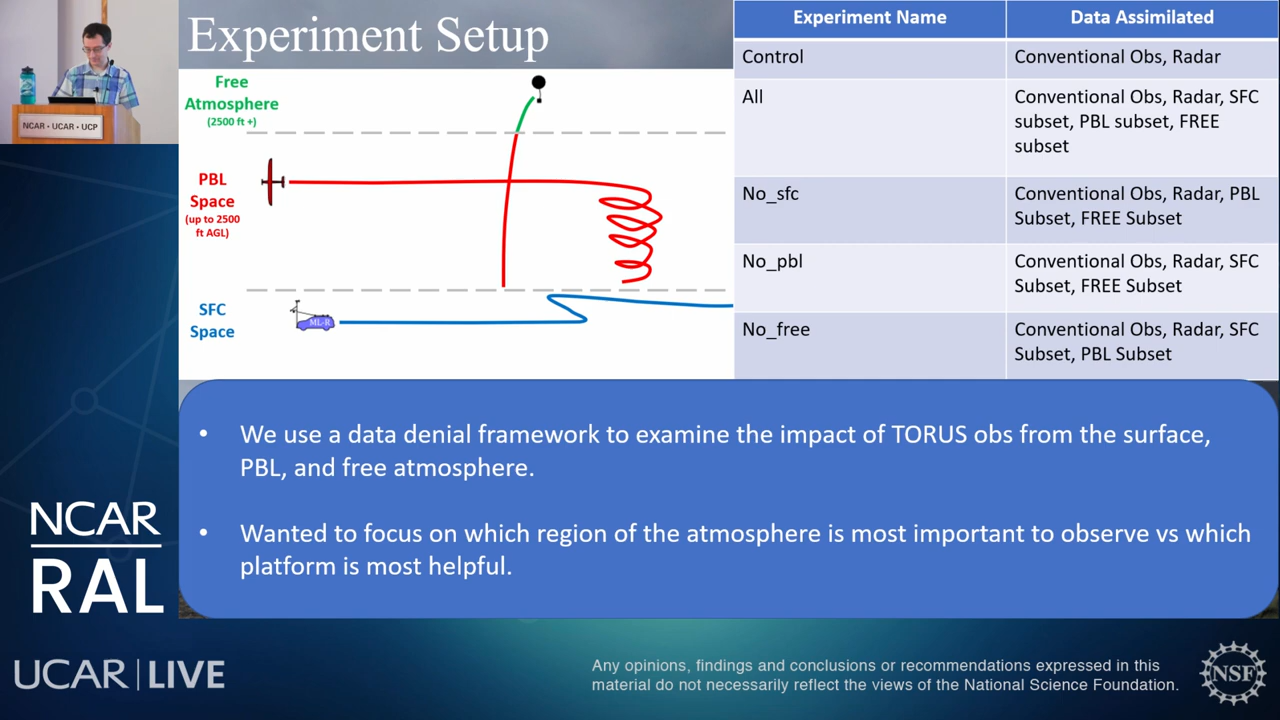 Experiment Setup
NCAR • UCAR • UCP
Free
Atmosphere
(2500 ft +)
PBL
Space
(up to 2500
ft AGL)
SFC
Space
ML-R
Experiment Name Data Assimilated
Control Conventional Obs, Radar
All Conventional Obs, Radar, SFC
subset, PBL subset, FREE
subset
No_sfc Conventional Obs, Radar, PBL
Subset, FREE Subset
No_pbl Conventional Obs, Radar, SFC
Subset, FREE Subset
No_free Conventional Obs, Radar, SFC
Subset, PBL Subset
• We use a data denial framework to examine the impact of TORUS obs from the surface,
PBL, and free atmosphere.
• Wanted to focus on which region of the atmosphere is most important to observe vs which
platform is most helpful.
NCAR
RAL
UCAR | LIVE
Any opinions, findings and conclusions or recommendations expressed in this
material do not necessarily reflect the views of the National Science Foundation.
NSF